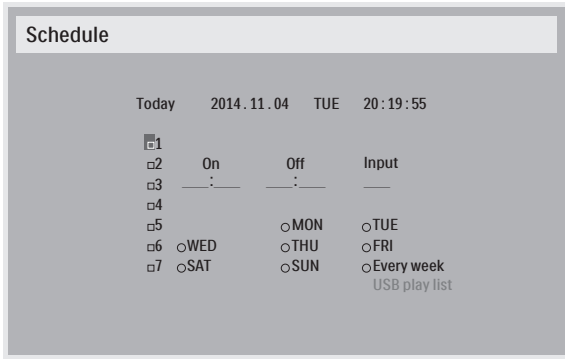 Schedule
Today 2014 . 11 . 04 TUE 20 : 19 : 55
1
2 On Off Input
3 __:__ __:__ __
4
5 MON TUE
6 WED THU FRI
7 SAT SUN Every week
USB play list